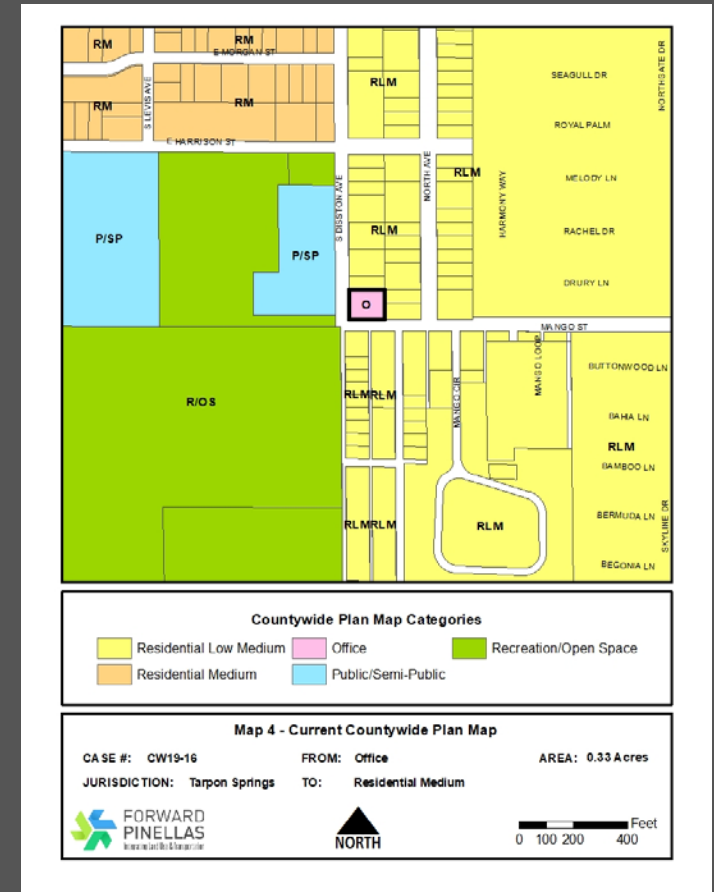 RM
RM
E MORGAN ST
RLM
SEAGULL DR
NORTHGATE DR
RM
S LEVIS AVE
RM
ROYAL PALM
E HARRISON ST
NORTH AVE
RLM
HARMONY WAY
MELODY LN
S DISSTON AVE
P/SP
P/SP
RLM
RACHEL DR
DRURY LN
O
MANGO ST
MANGO LOOP
BUTTONWOOD LN
R/OS
RLM
RLM
MANGO CIR
BAHIA LN
RLM
BAMBOO LN
RLM
RLM
RLM
BERMUDA LN
SKYLINE DR
BEGONIA LN
Countywide Plan Map Categories
Residential Low Medium
Office
Recreation/Open Space
Residential Medium
Public/Semi-Public
Map 4 - Current Countywide Plan Map
CASE #: CW19-16
FROM: Office
AREA: 0.33 Acres
JURISDICTION: Tarpon Springs
TO: Residential Medium
FORWARD
PINELLAS
Integrating Land Use & Transportation
NORTH
Feet
0 100 200 400